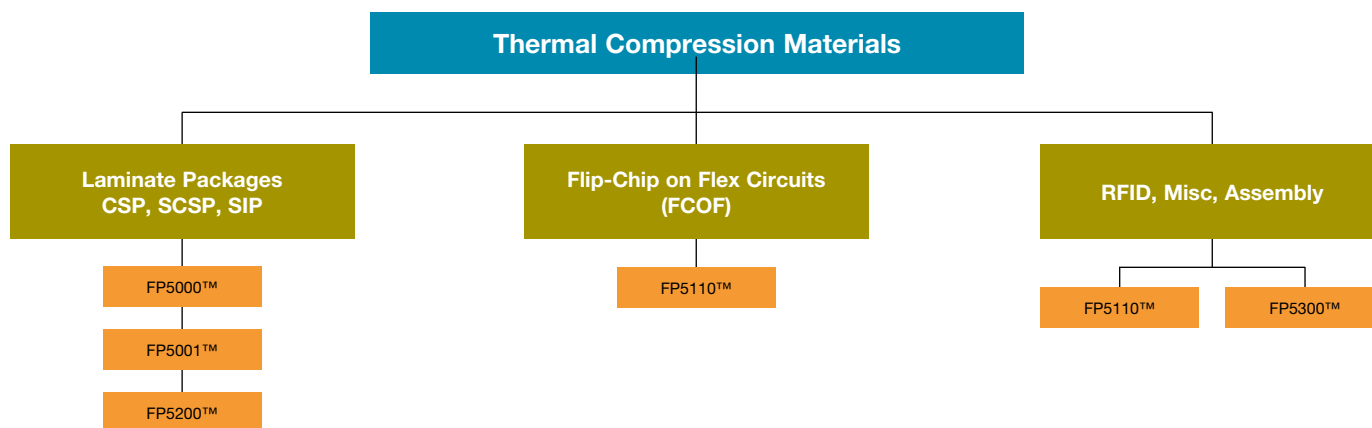 Thermal Compression Materials
Laminate Packages
CSP, SCSP, SIP
Flip-Chip on Flex Circuits
(FCOF)
RFID, Misc, Assembly
FP5000™
FP5001™
FP5200™
FP5110™
FP5110™
FP5300™